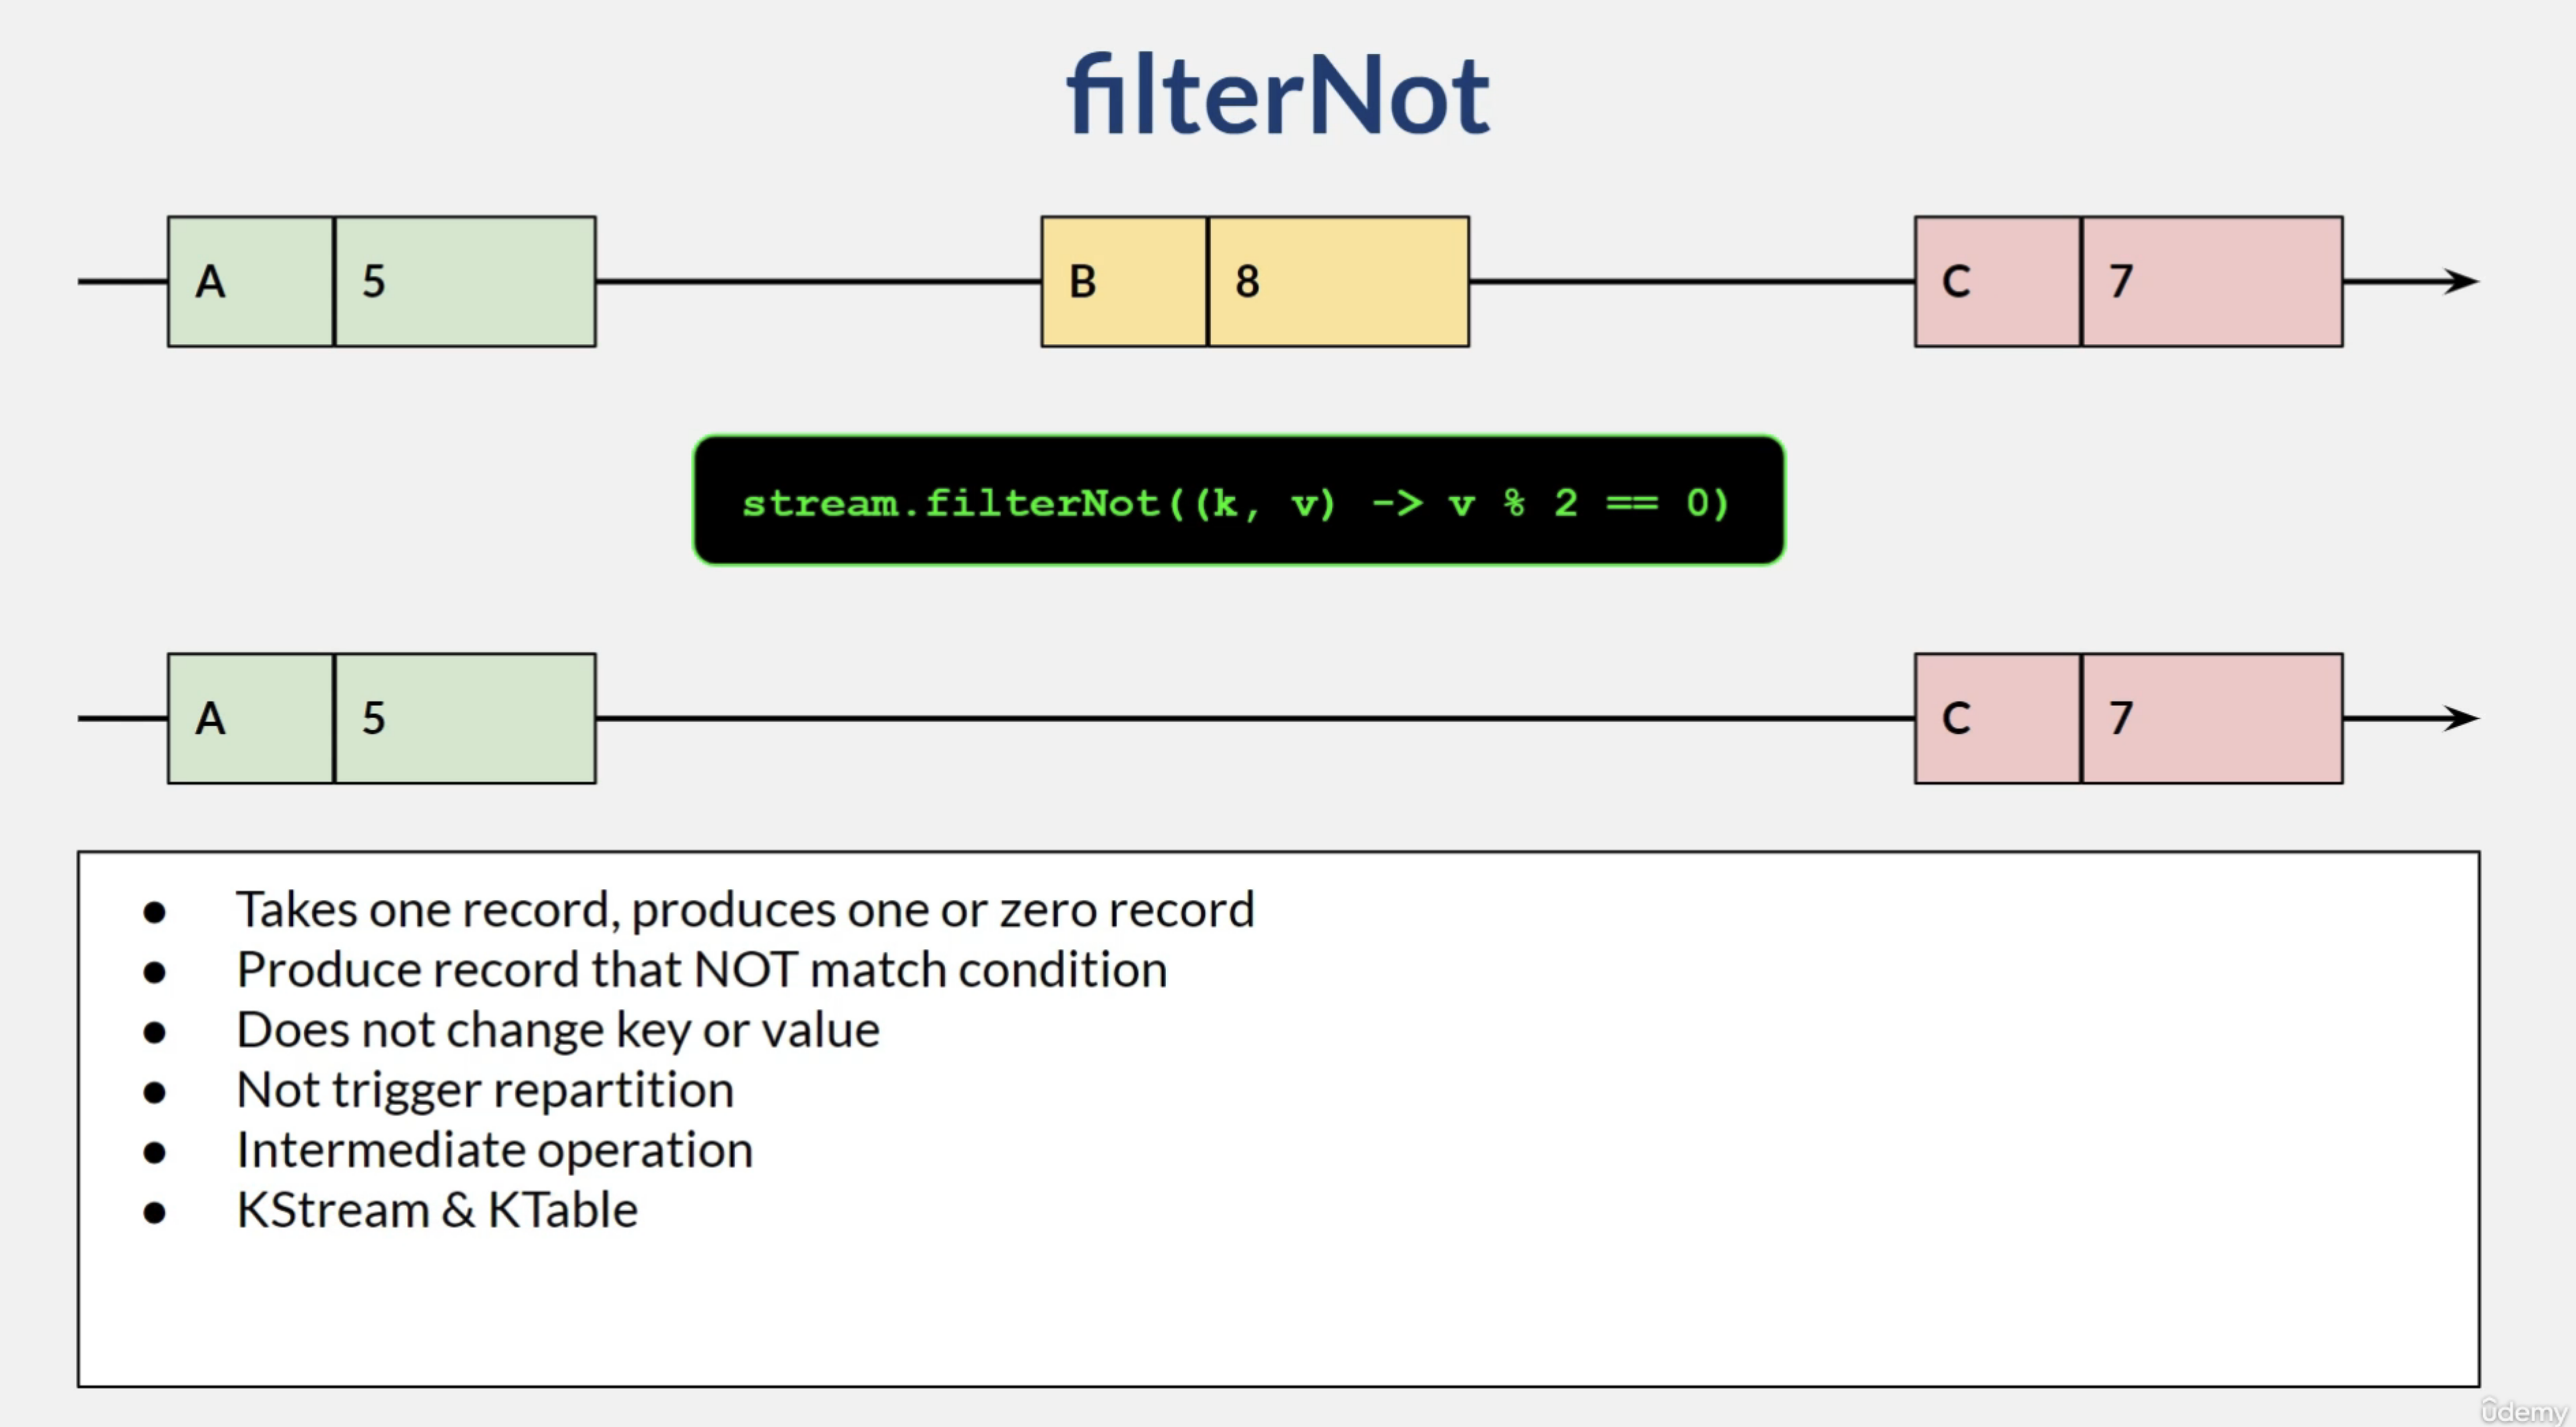 filterNot
A 5 B 8 C 7
stream.filterNot((k, v) -> v % 2 == 0)
A 5 C 7
● Takes one record, produces one or zero record
● Produce record that NOT match condition
● Does not change key or value
● Not trigger repartition
● Intermediate operation
● KStream & KTable
ûdemy